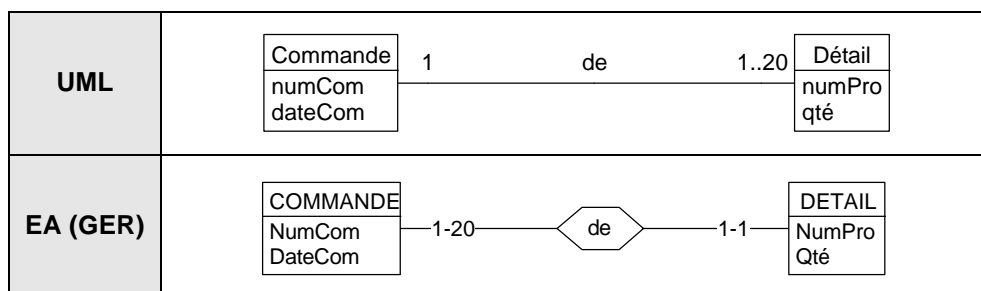 UML
Commande
numCom
dateCom
1
de
1..20
Détail
numPro
qté
EA (GER)
COMMANDE
NumCom
DateCom
1-20
de
1-1
DETAIL
NumPro
Qté